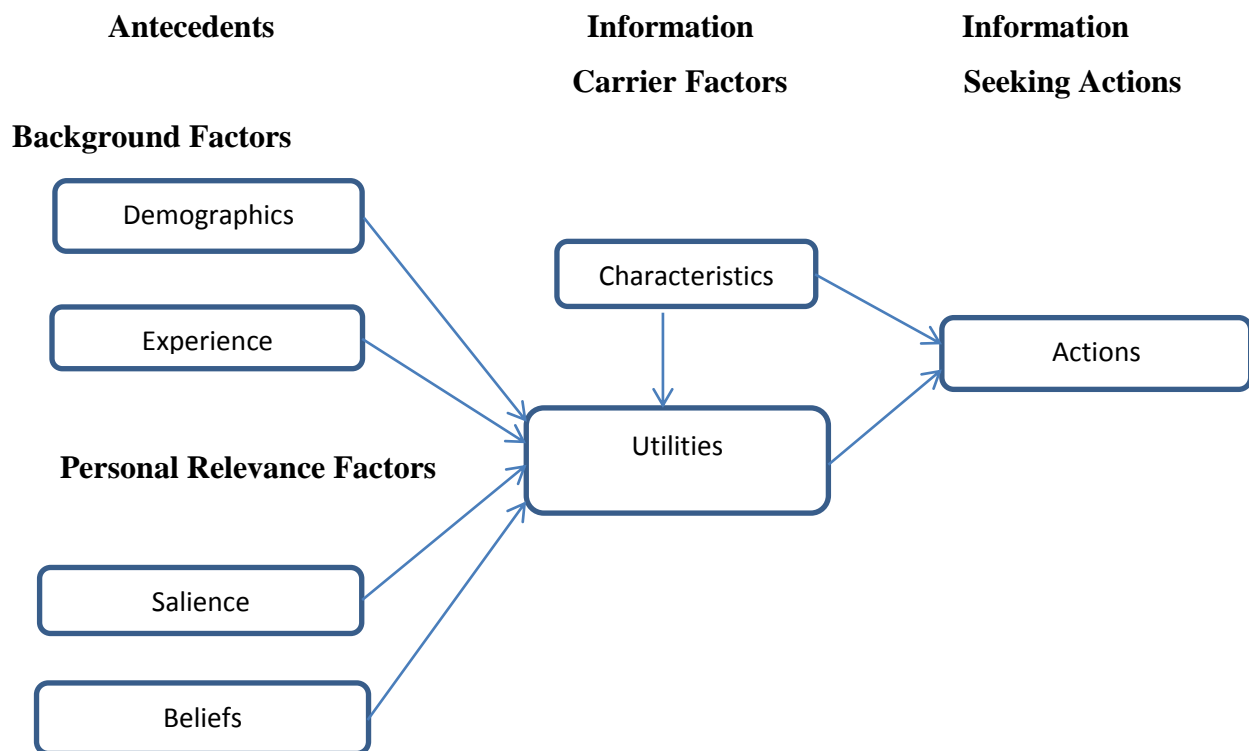 Antecedents
Information
Carrier Factors
Information
Seeking Actions
Background Factors
Demographics
Experience
Characteristics
Actions
Utilities
Personal Relevance Factors
Salience
Beliefs